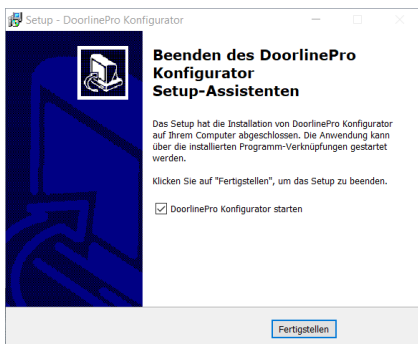 Setup - DoorlinePro Konfigurator
Beenden des DoorlinePro
Konfigurator
Setup-Assistenten
Das Setup hat die Installation von DoorlinePro Konfigurator
auf Ihrem Computer abgeschlossen. Die Anwendung kann
über die installierten Programm-Verknüpfungen gestartet
werden.
Klicken Sie auf "Fertigstellen", um das Setup zu beenden.
DoorlinePro Konfigurator starten
Fertigstellen